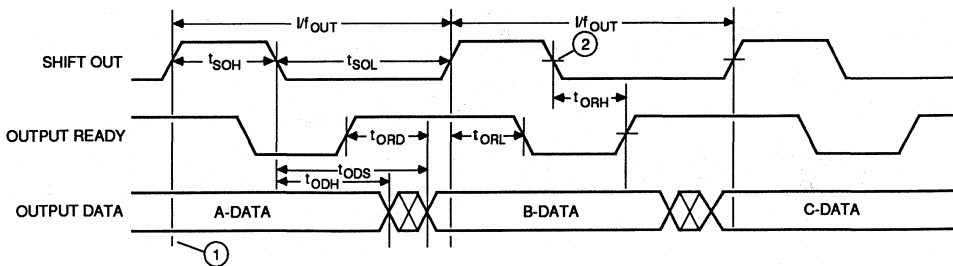 I/fOUT I/fOUT
2
SHIFT OUT tSOH tSOL
tORH
OUTPUT READY tORD tORL
tODS
tODH
OUTPUT DATA A-DATA B-DATA C-DATA
1